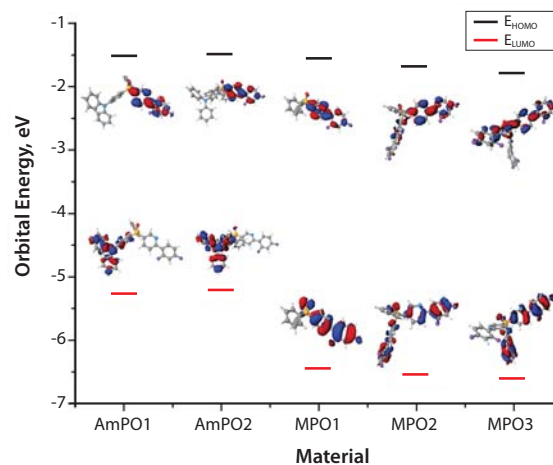 -1
E_HOMO
E_LUMO
-2
-3
-4
-5
-6
-7
Orbital Energy, eV
AmPO1 AmPO2 MPO1 MPO2 MPO3
Material